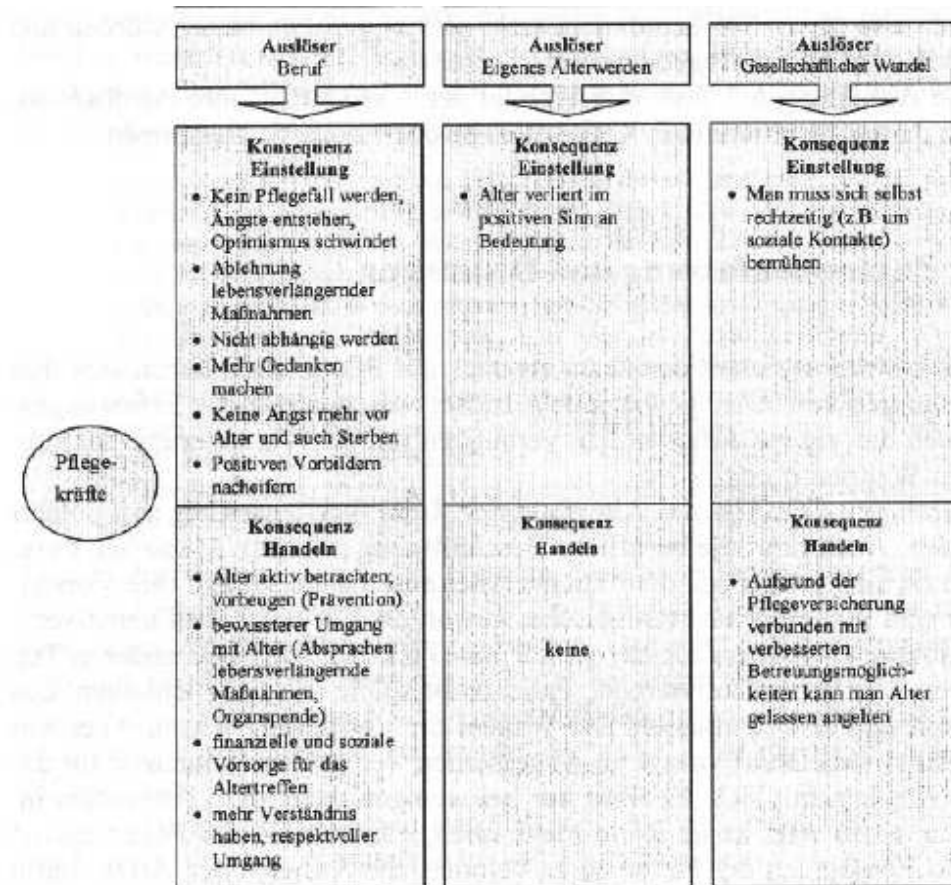 Auslöser
Beruf
Auslöser
Eigenes Älterwerden
Auslöser
Gesellschaftlicher Wandel
Pflege-
kräfte
Konsequenz
Einstellung
• Kein Pflegefall werden,
Ängste entstehen,
Optimismus schwindet
• Ablehnung
lebensverlängernder
Maßnahmen
• Nicht abhängig werden
• Mehr Gedanken
machen
• Keine Angst mehr vor
Alter und auch Sterben
• Positiven Vorbildern
nacheifern
Konsequenz
Einstellung
• Alter verliert im
positiven Sinn an
Bedeutung
Konsequenz
Einstellung
• Man muss sich selbst
rechtzeitig (z.B. um
soziale Kontakte)
bemühen
Konsequenz
Handeln
• Alter aktiv betrachten;
vorbeugen (Prävention)
• bewussterer Umgang
mit Alter (Absprachen
lebensverlängernde
Maßnahmen,
Organspende)
• finanzielle und soziale
Vorsorge für das
Altertreffen
• mehr Verständnis
haben, respektvoller
Umgang
Konsequenz
Handeln
keine
Konsequenz
Handeln
• Aufgrund der
Pflegeversicherung
verbunden mit
verbesserten
Betreuungsmöglich-
keiten kann man Alter
gelassen angehen